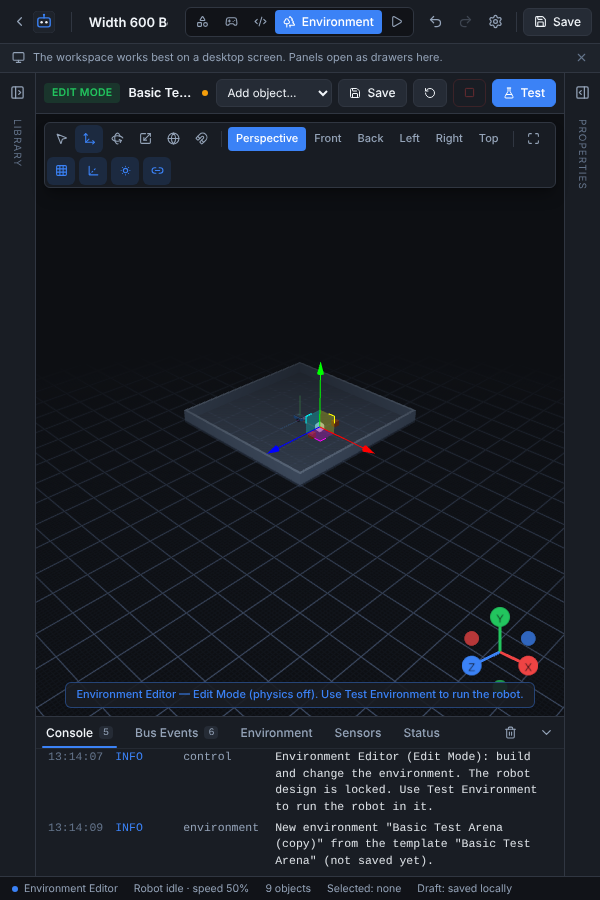 Width 600 B
Environment
Save
The workspace works best on a desktop screen. Panels open as drawers here.
EDIT MODE
Basic Te...
Add object...
Save
Test
LIBRARY
PROPERTIES
Perspective
Front
Back
Left
Right
Top
Y
Z
X
Environment Editor — Edit Mode (physics off). Use Test Environment to run the robot.
Console 5
Bus Events 6
Environment
Sensors
Status
13:14:07 INFO control Environment Editor (Edit Mode): build
and change the environment. The robot
design is locked. Use Test Environment
to run the robot in it.
13:14:09 INFO environment New environment "Basic Test Arena
(copy)" from the template "Basic Test
Arena" (not saved yet).
Environment Editor
Robot idle · speed 50%
9 objects
Selected: none
Draft: saved locally